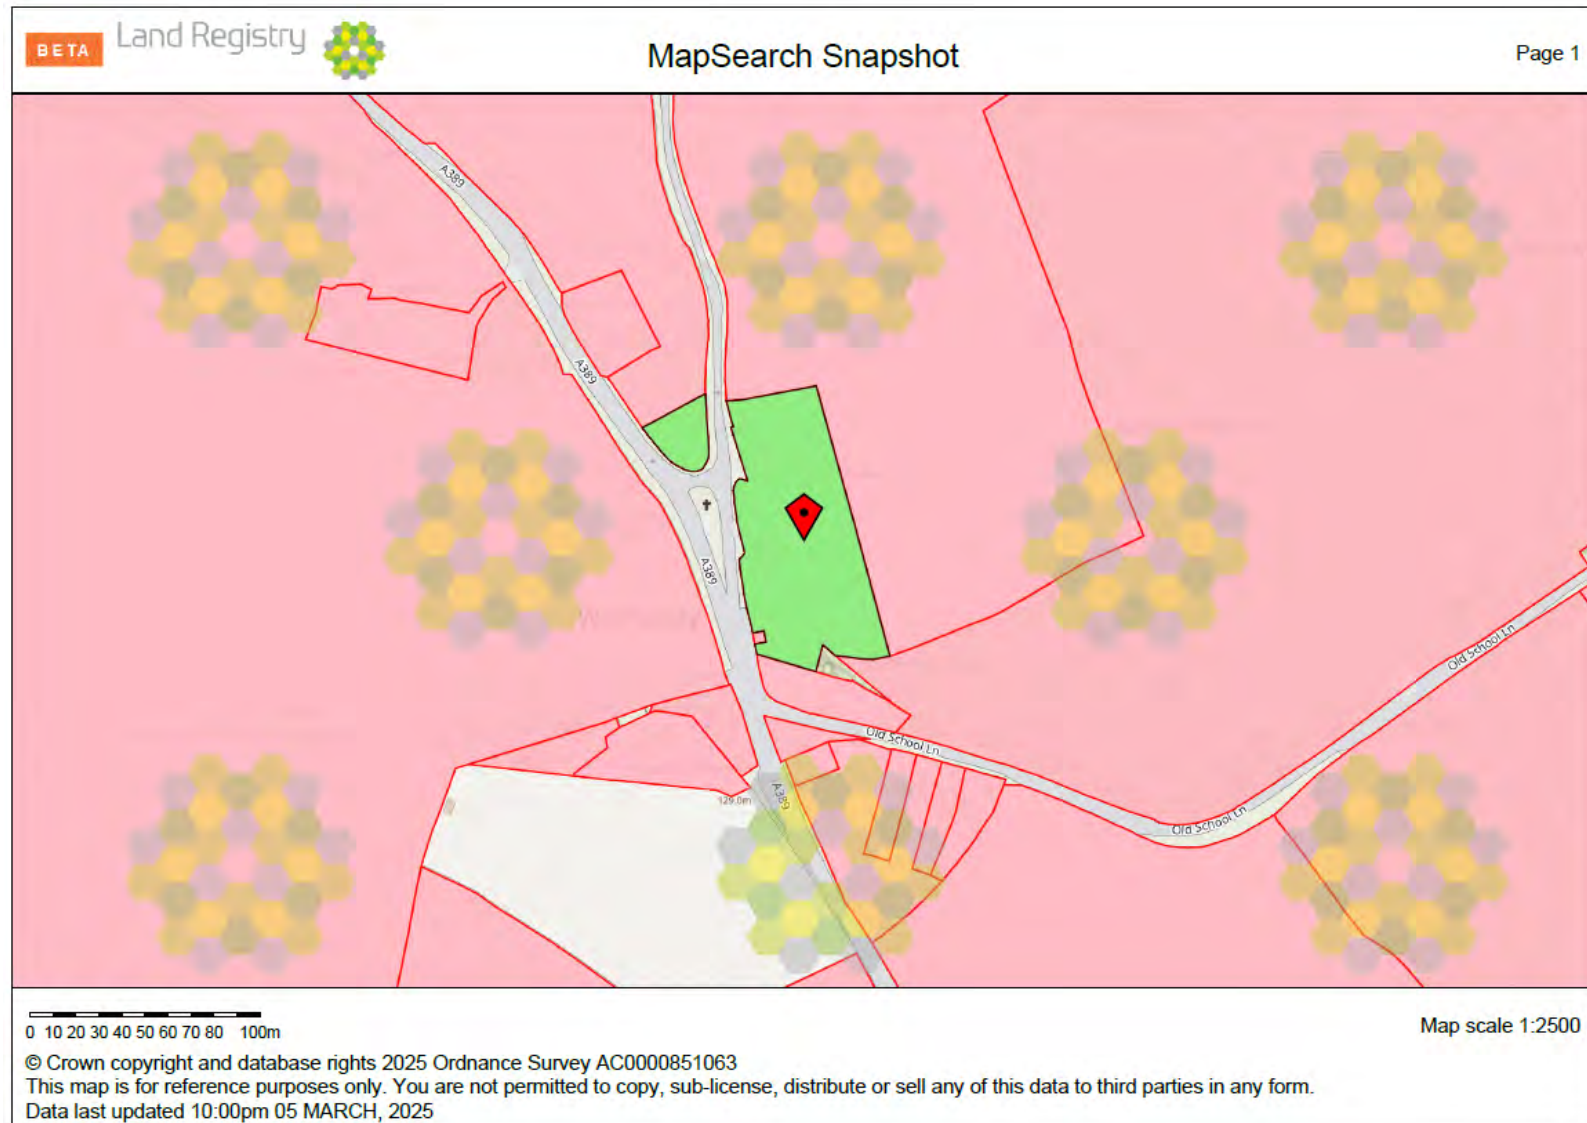 BETA
Land Registry
MapSearch Snapshot
Page 1
A389
A389
A389
Old School Ln
Old School Ln
129.0m
A389
Old School Ln
0 10 20 30 40 50 60 70 80 100m
Map scale 1:2500
© Crown copyright and database rights 2025 Ordnance Survey AC0000851063
This map is for reference purposes only. You are not permitted to copy, sub-license, distribute or sell any of this data to third parties in any form.
Data last updated 10:00pm 05 MARCH, 2025